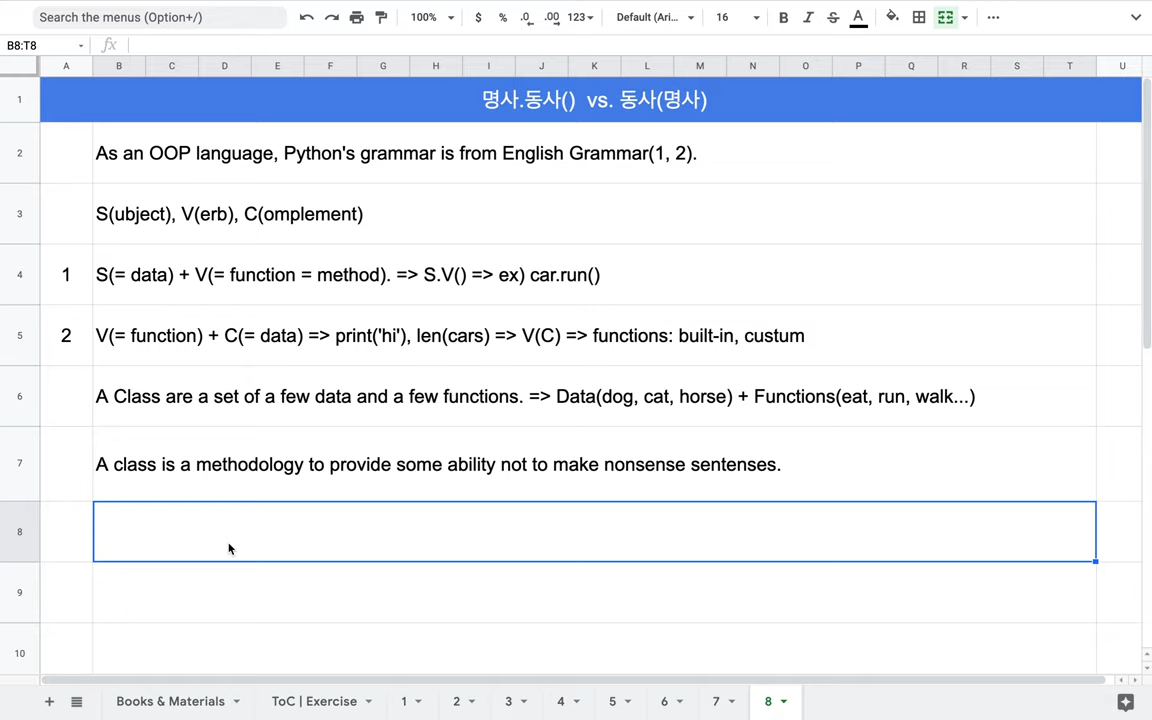 Search the menus (Option+/)
100%
$ % .0 .00 123
Default (Ari...
16
B I S A
B8:T8
fx
A B C D E F G H I J K L M N O P Q R S T U
1 명사.동사() vs. 동사(명사)
2 As an OOP language, Python's grammar is from English Grammar(1, 2).
3 S(ubject), V(erb), C(omplement)
4 1 S(= data) + V(= function = method). => S.V() => ex) car.run()
5 2 V(= function) + C(= data) => print('hi'), len(cars) => V(C) => functions: built-in, custum
6 A Class are a set of a few data and a few functions. => Data(dog, cat, horse) + Functions(eat, run, walk...)
7 A class is a methodology to provide some ability not to make nonsense sentenses.
8
9
10
+ Books & Materials ToC | Exercise 1 2 3 4 5 6 7 8